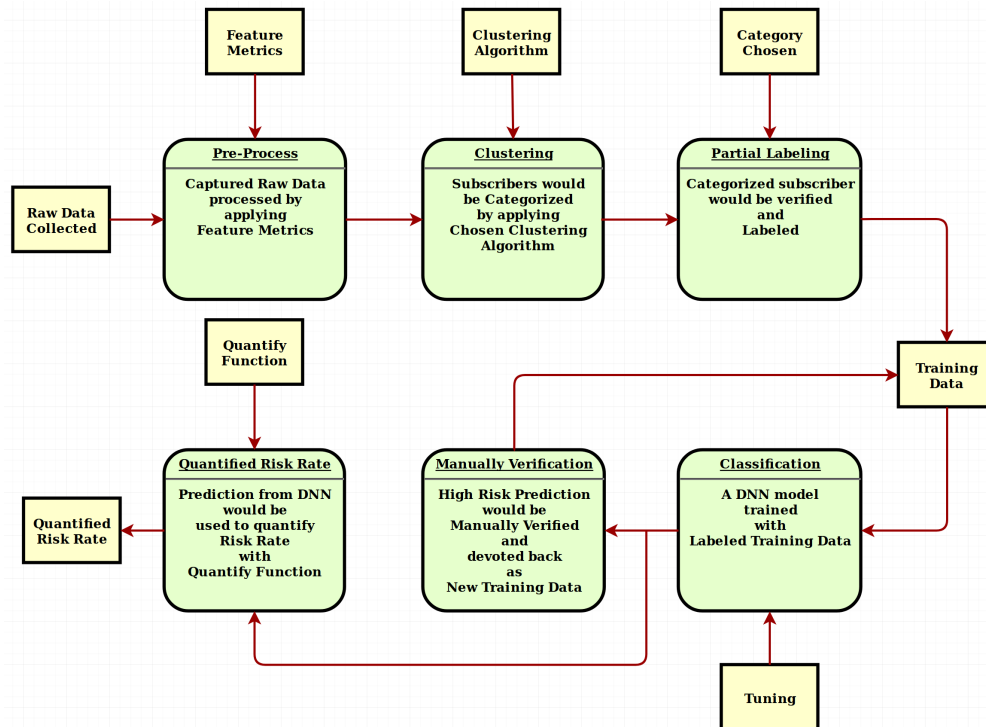 Feature
Metrics
Clustering
Algorithm
Category
Chosen
Raw Data
Collected
Pre-Process
Captured Raw Data
processed by
applying
Feature Metrics
Clustering
Subscribers would
be Categorized
by applying
Chosen Clustering
Algorithm
Partial Labeling
Categorized subscriber
would be verified
and
Labeled
Quantify
Function
Training
Data
Quantified
Risk Rate
Quantified Risk Rate
Prediction from DNN
would be
used to quantify
Risk Rate
with
Quantify Function
Manually Verification
High Risk Prediction
would be
Manually Verified
and
devoted back
as
New Training Data
Classification
A DNN model
trained
with
Labeled Training Data
Tuning